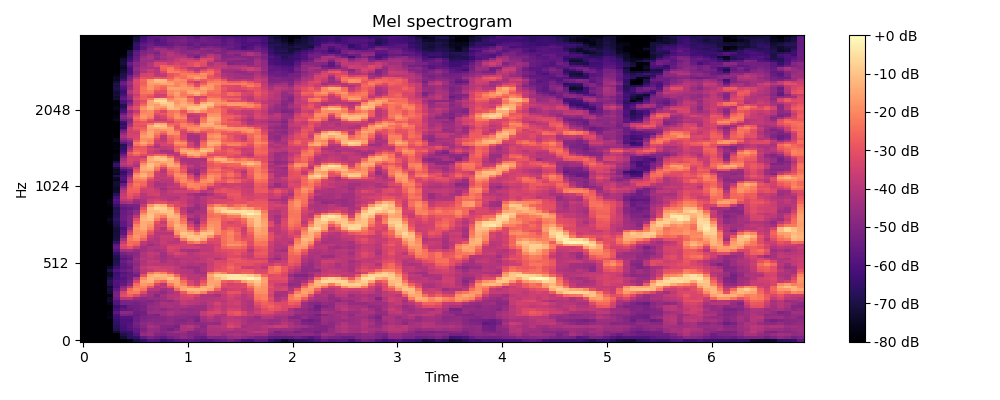 Mel spectrogram
Hz
2048
1024
512
0
0 1 2 3 4 5 6
Time
+0 dB
-10 dB
-20 dB
-30 dB
-40 dB
-50 dB
-60 dB
-70 dB
-80 dB